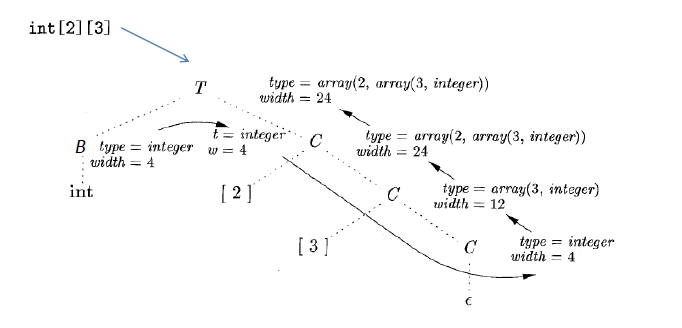 int[2][3]
T
type = array(2, array(3, integer))
width = 24
B
type = integer
width = 4
t = integer
w = 4
C
type = array(2, array(3, integer))
width = 24
int
[ 2 ]
C
type = array(3, integer)
width = 12
[ 3 ]
C
type = integer
width = 4
ϵ